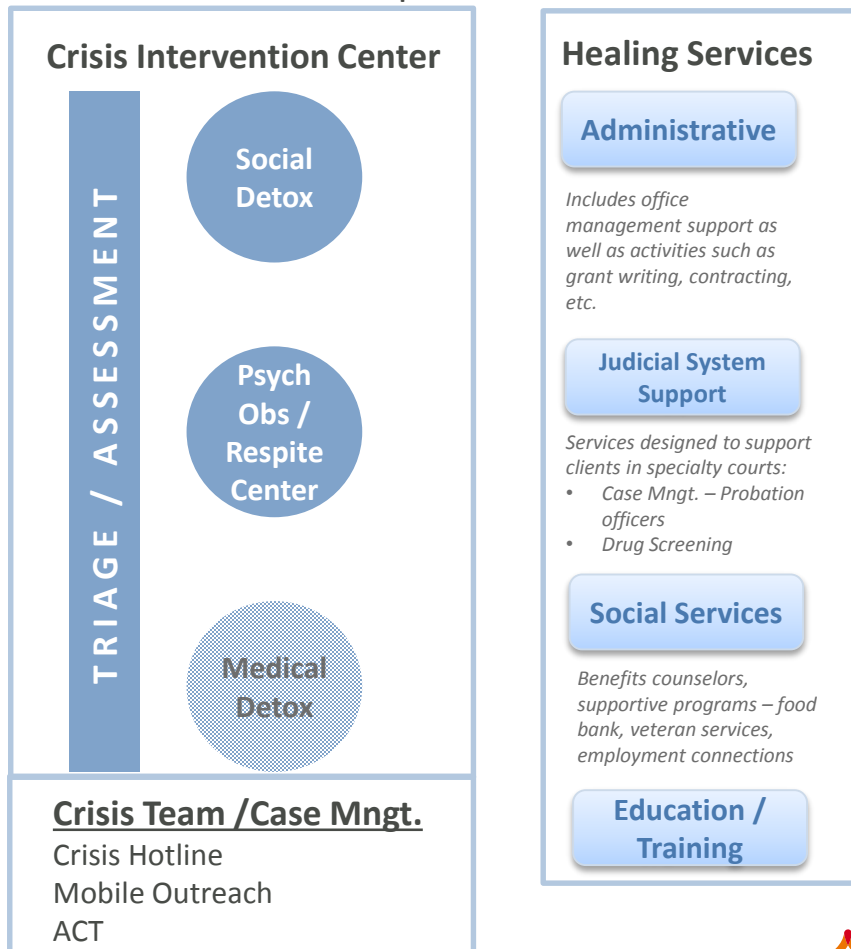 Crisis Intervention Center
TRIAGE / ASSESSMENT
Social
Detox
Psych
Obs /
Respite
Center
Medical
Detox
Crisis Team /Case Mngt.
Crisis Hotline
Mobile Outreach
ACT
Healing Services
Administrative
Includes office
management support as
well as activities such as
grant writing, contracting,
etc.
Judicial System
Support
Services designed to support
clients in specialty courts:
• Case Mngt. – Probation
officers
• Drug Screening
Social Services
Benefits counselors,
supportive programs – food
bank, veteran services,
employment connections
Education /
Training